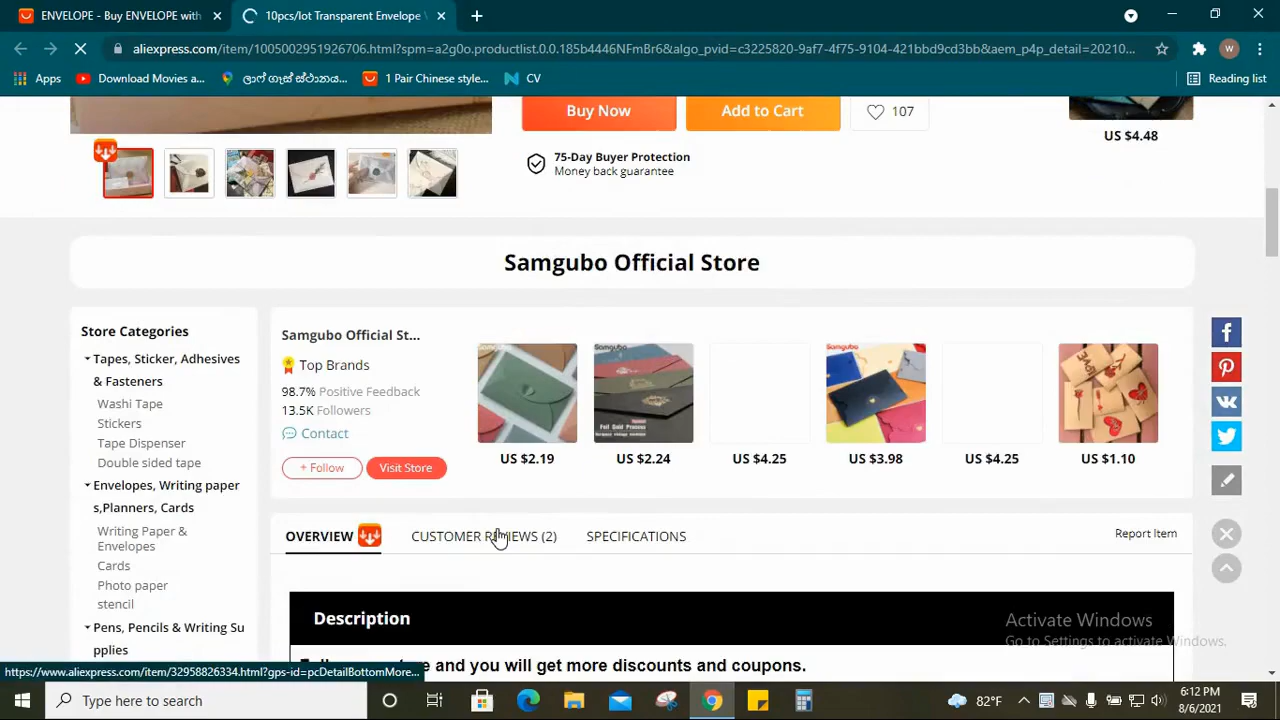 ENVELOPE - Buy ENVELOPE with
10pcs/lot Transparent Envelope
aliexpress.com/item/1005002951926706.html?spm=a2g0o.productlist.0.0.185b4446NFmBr6&algo_pvid=c3225820-9af7-4f75-9104-421bbd9cd3bb&aem_p4p_detail=20210...
W
Apps
Download Movies a...
ලාෆ් ගෑස් ස්ථානය...
1 Pair Chinese style...
CV
Reading list
Buy Now
Add to Cart
107
US $4.48
75-Day Buyer Protection
Money back guarantee
Samgubo Official Store
Store Categories
Tapes, Sticker, Adhesives
& Fasteners
Washi Tape
Stickers
Tape Dispenser
Double sided tape
Envelopes, Writing paper
s,Planners, Cards
Writing Paper &
Envelopes
Cards
Photo paper
stencil
Pens, Pencils & Writing Su
pplies
Samgubo Official St...
Top Brands
98.7% Positive Feedback
13.5K Followers
Contact
+ Follow
Visit Store
Samgubo
Samgubo
Foil Gold Process
Samgubo
US $2.19
US $2.24
US $4.25
US $3.98
US $4.25
US $1.10
OVERVIEW
CUSTOMER REVIEWS (2)
SPECIFICATIONS
Report Item
Description
e and you will get more discounts and coupons.
Activate Windows
Go to Settings to activate Windows.
https://www.aliexpress.com/item/32958826334.html?gps-id=pcDetailBottomMore...
Type here to search
82°F
6:12 PM
8/6/2021